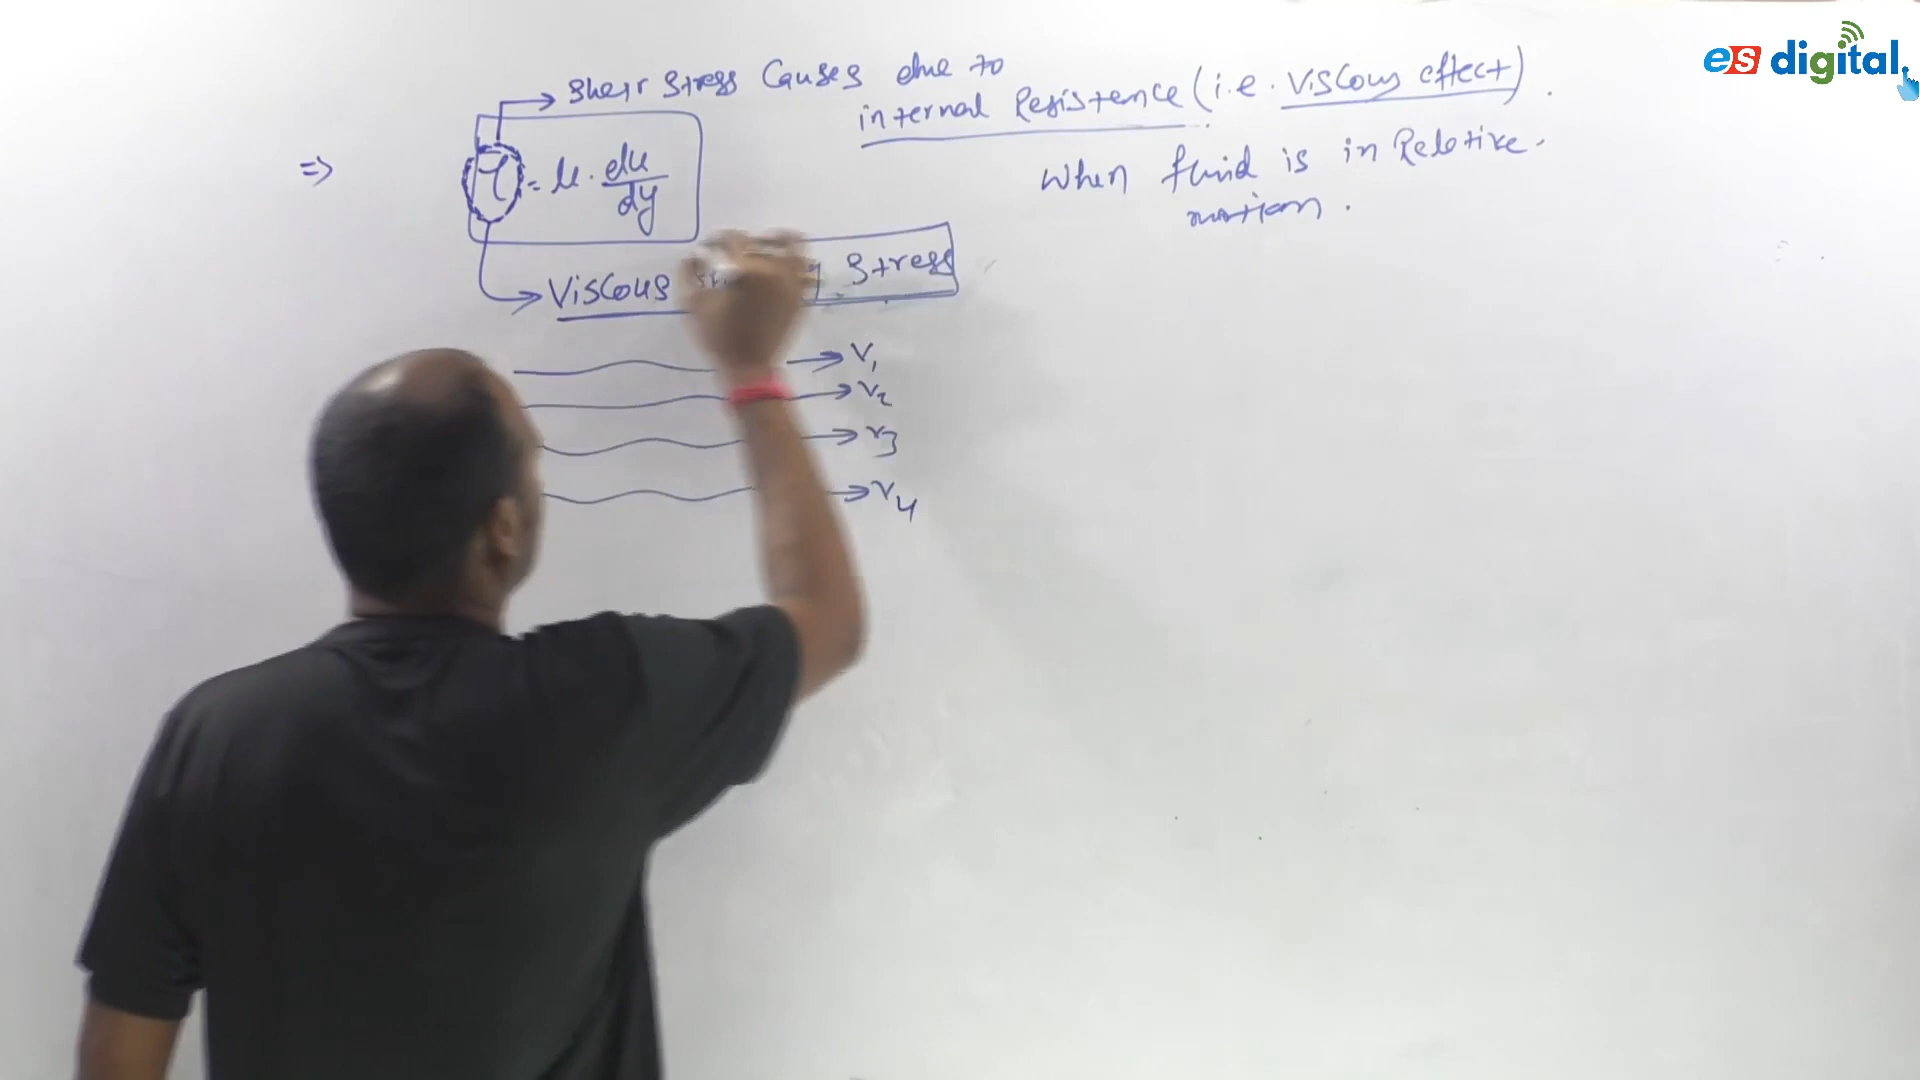 es digital.
Shear Stress Causes due to
internal Resistence (i.e. Viscous effect).
When fluid is in Relative.
motion.
=> τ = μ. du/dy
Viscous Stress
V1
V2
V3
V4